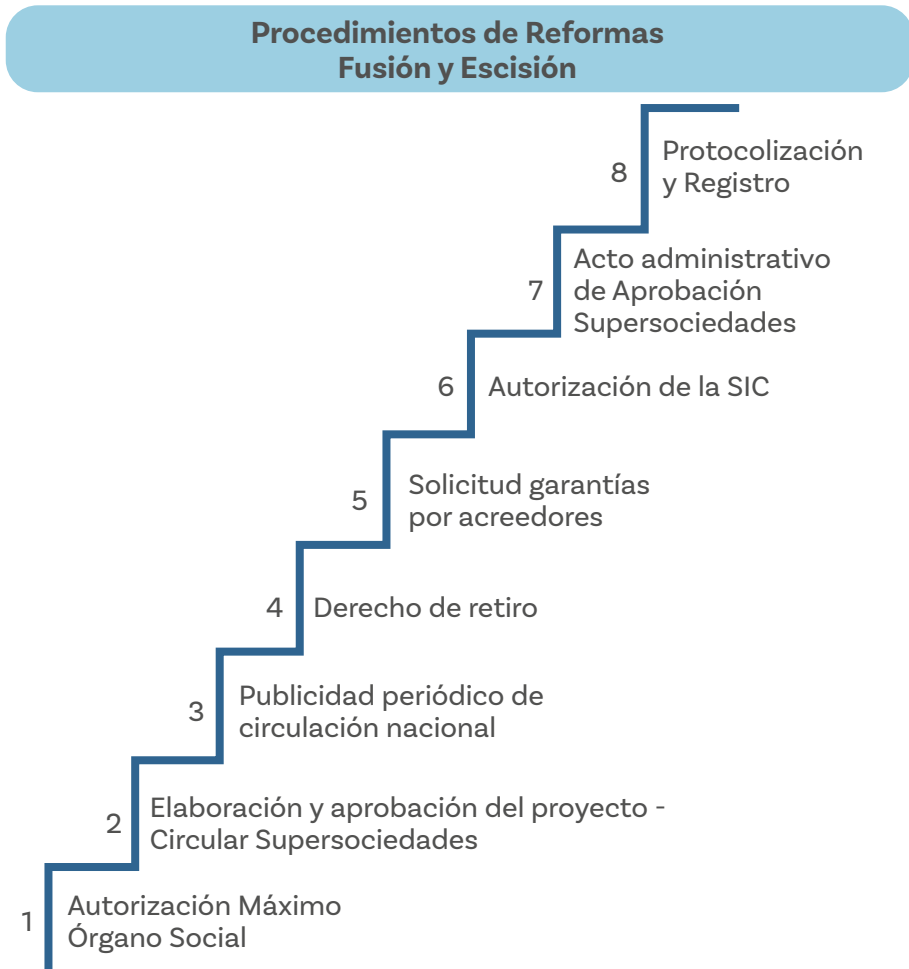 Procedimientos de Reformas
Fusión y Escisión
8
Protocolización
y Registro
7
Acto administrativo
de Aprobación
Supersociedades
6
Autorización de la SIC
5
Solicitud garantías
por acreedores
4
Derecho de retiro
3
Publicidad periódico de
circulación nacional
2
Elaboración y aprobación del proyecto -
Circular Supersociedades
1
Autorización Máximo
Órgano Social